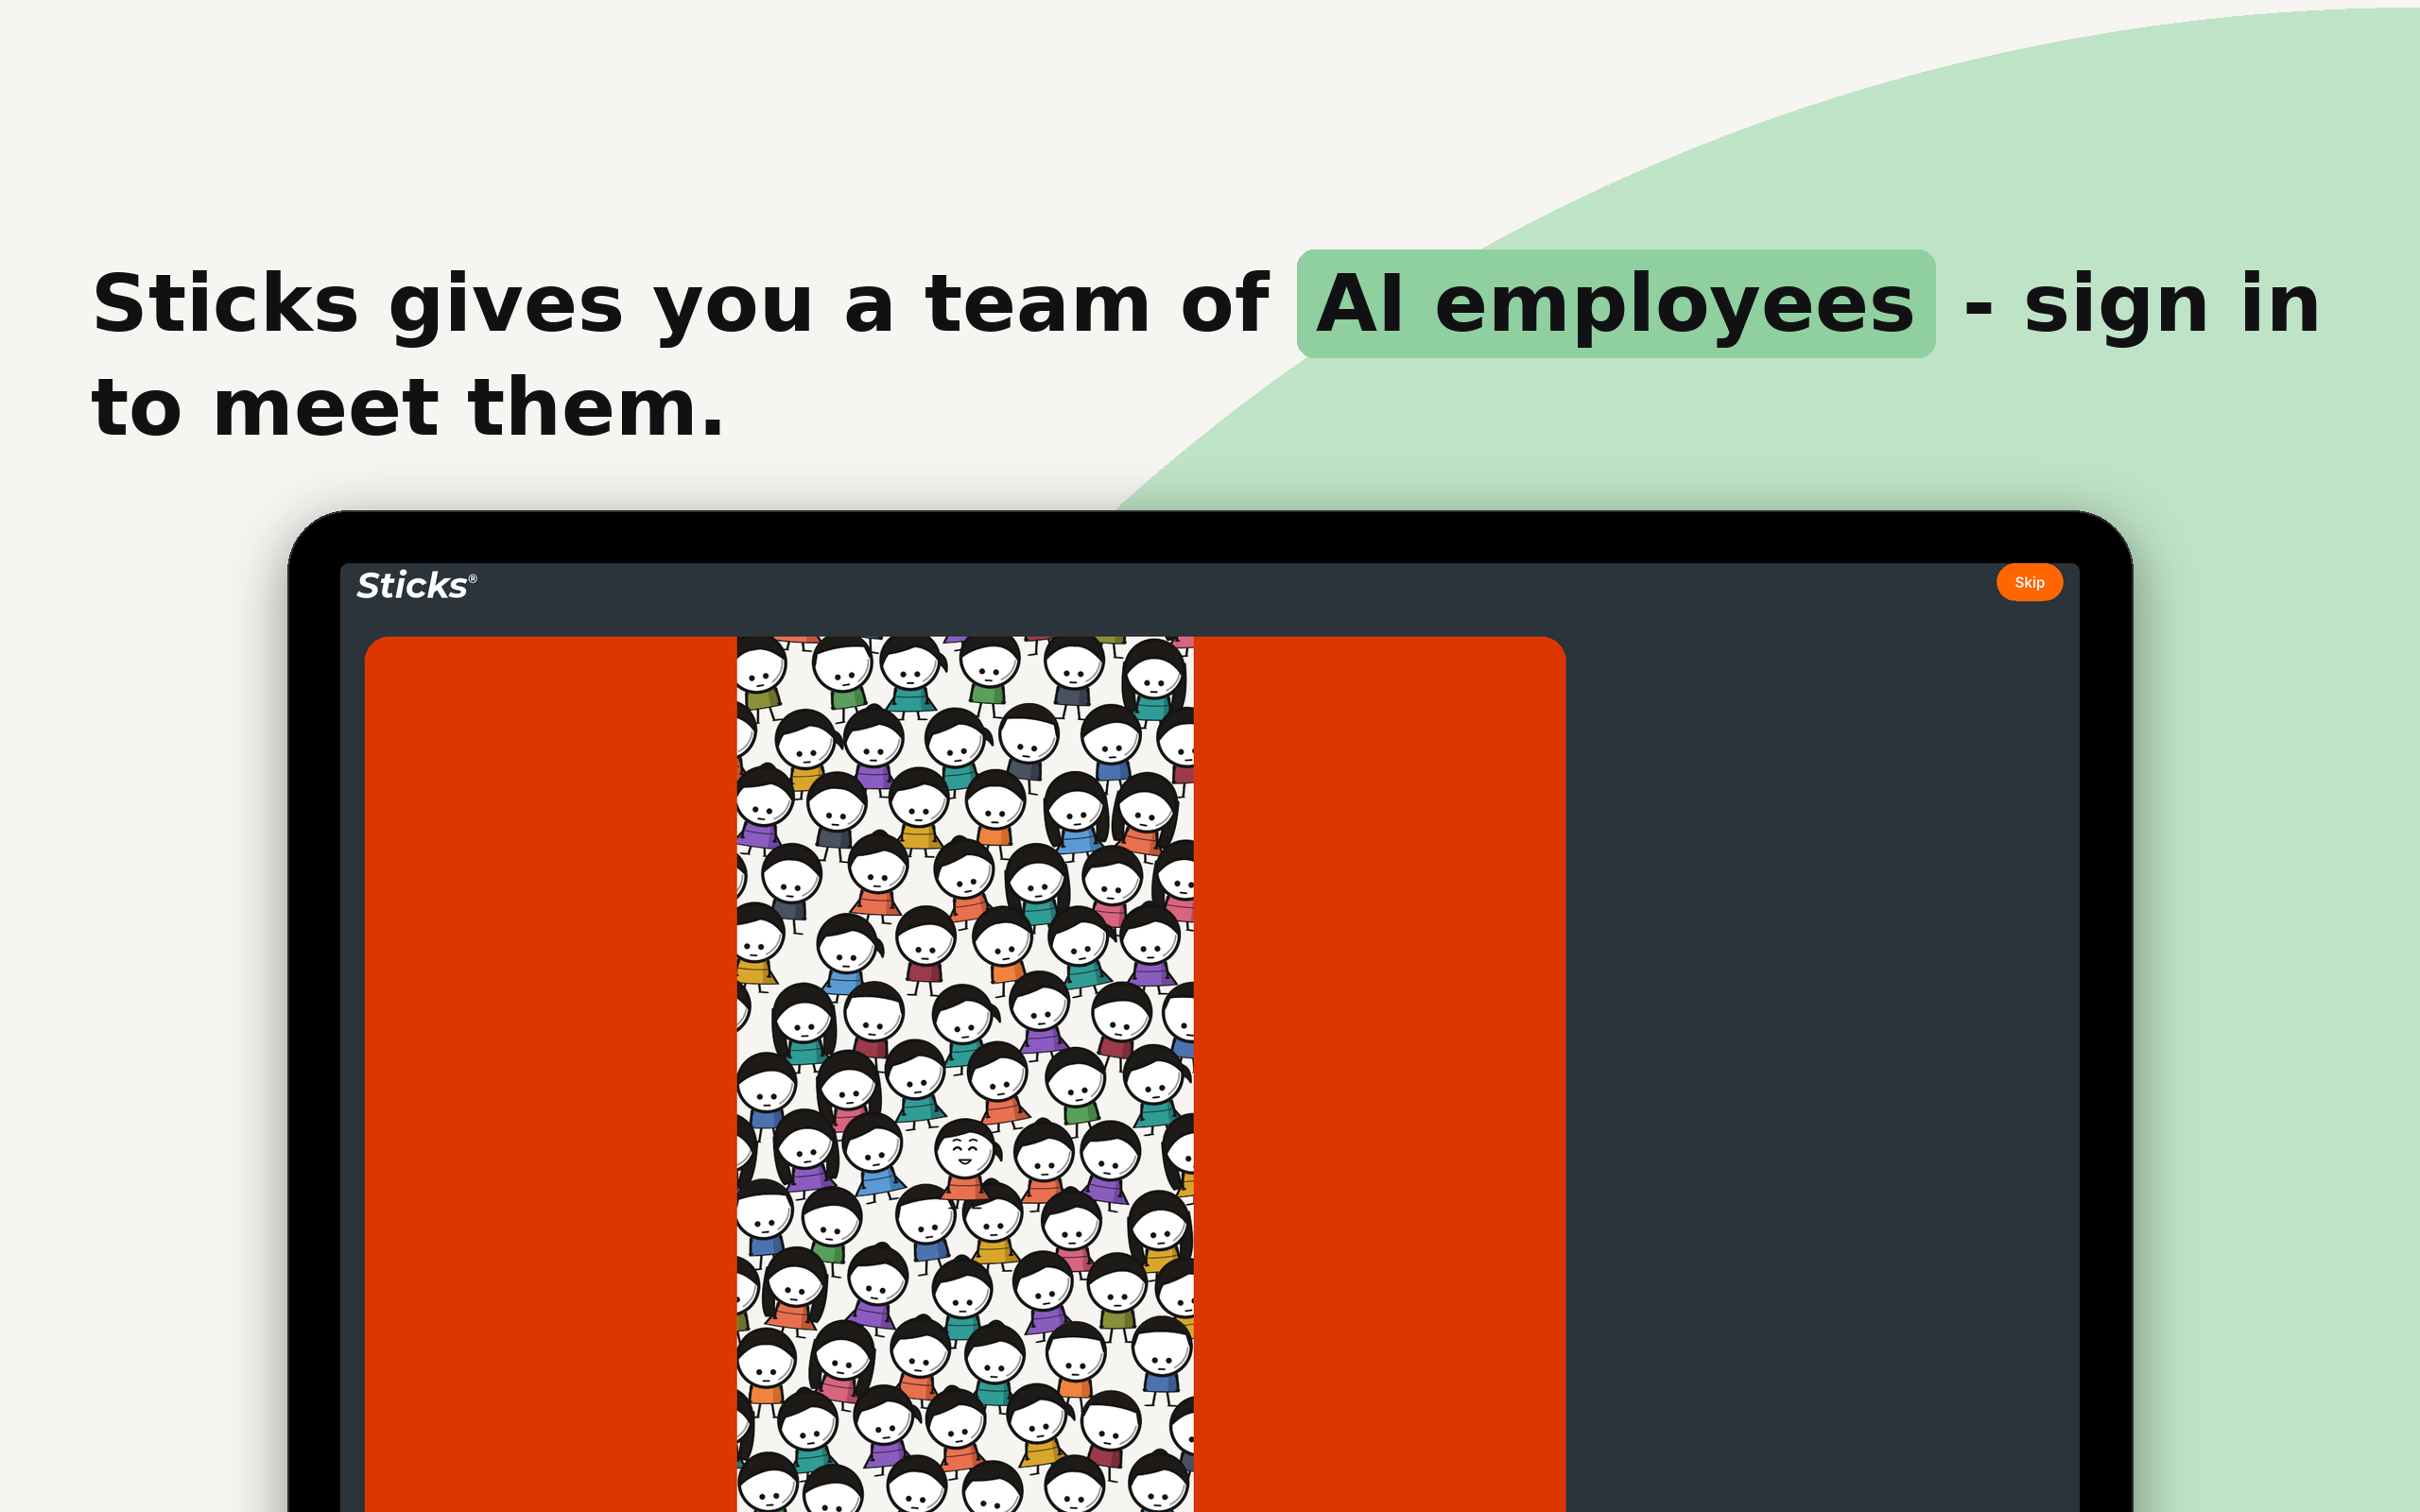 Sticks gives you a team of AI employees - sign in
to meet them.
Sticks®
Skip